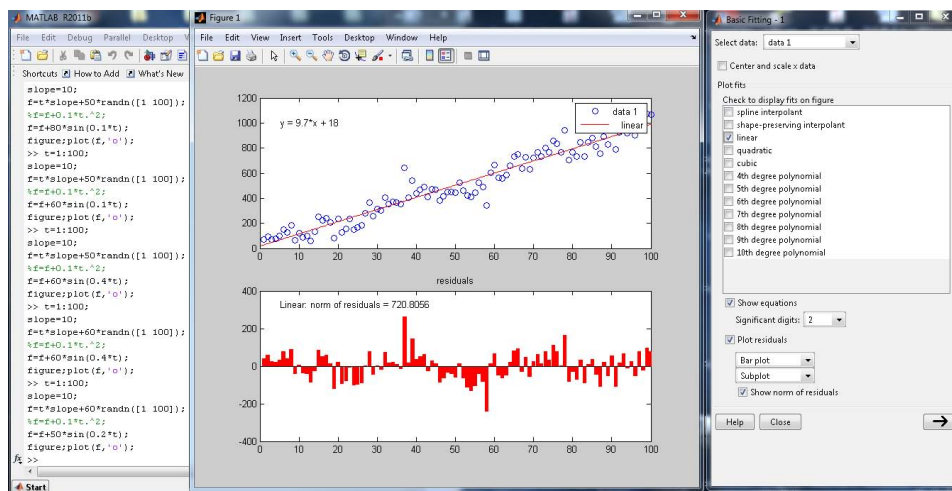 MATLAB R2011b
File Edit Debug Parallel Desktop
Shortcuts How to Add What's New
slope=10;
f=t*slope+50*randn([1 100]);
%f=f+0.1*t.^2;
f=f+80*sin(0.1*t);
figure;plot(f,'o');
>> t=1:100;
slope=10;
f=t*slope+50*randn([1 100]);
%f=f+0.1*t.^2;
f=f+60*sin(0.1*t);
figure;plot(f,'o');
>> t=1:100;
slope=10;
f=t*slope+50*randn([1 100]);
%f=f+0.1*t.^2;
f=f+60*sin(0.4*t);
figure;plot(f,'o');
>> t=1:100;
slope=10;
f=t*slope+60*randn([1 100]);
%f=f+0.1*t.^2;
f=f+60*sin(0.4*t);
figure;plot(f,'o');
>> t=1:100;
slope=10;
f=t*slope+60*randn([1 100]);
%f=f+0.1*t.^2;
f=f+50*sin(0.2*t);
figure;plot(f,'o');
fx >>
Start
Figure 1
File Edit View Insert Tools Desktop Window Help
1200
1000
800
600
400
200
0
y = 9.7*x + 18
data 1
linear
0 10 20 30 40 50 60 70 80 90 100
residuals
Linear: norm of residuals = 720.8056
400
200
0
-200
-400
0 10 20 30 40 50 60 70 80 90 100
Basic Fitting - 1
Select data: data 1
Center and scale x data
Plot fits
Check to display fits on figure
spline interpolant
shape-preserving interpolant
linear
quadratic
cubic
4th degree polynomial
5th degree polynomial
6th degree polynomial
7th degree polynomial
8th degree polynomial
9th degree polynomial
10th degree polynomial
Show equations
Significant digits: 2
Plot residuals
Bar plot
Subplot
Show norm of residuals
Help Close